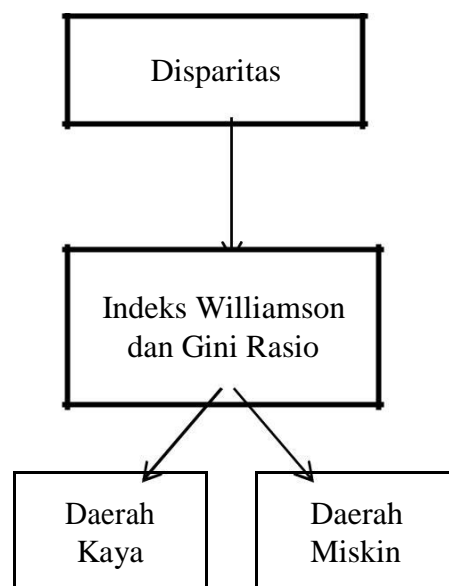 Disparitas
Indeks Williamson
dan Gini Rasio
Daerah
Kaya
Daerah
Miskin